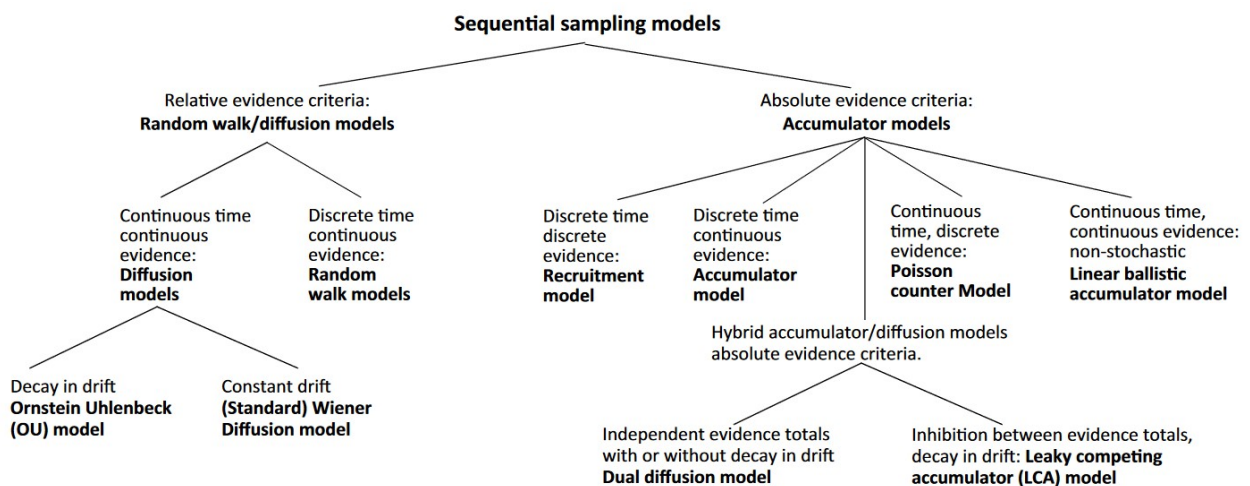 Sequential sampling models
Relative evidence criteria:
Random walk/diffusion models
Absolute evidence criteria:
Accumulator models
Continuous time
continuous
evidence:
Diffusion
models
Discrete time
continuous
evidence:
Random
walk models
Discrete time
discrete
evidence:
Recruitment
model
Discrete time
continuous
evidence:
Accumulator
model
Continuous
time, discrete
evidence:
Poisson
counter Model
Continuous time,
continuous evidence:
non-stochastic
Linear ballistic
accumulator model
Hybrid accumulator/diffusion models
absolute evidence criteria.
Decay in drift
Ornstein Uhlenbeck
(OU) model
Constant drift
(Standard) Wiener
Diffusion model
Independent evidence totals
with or without decay in drift
Dual diffusion model
Inhibition between evidence totals,
decay in drift: Leaky competing
accumulator (LCA) model